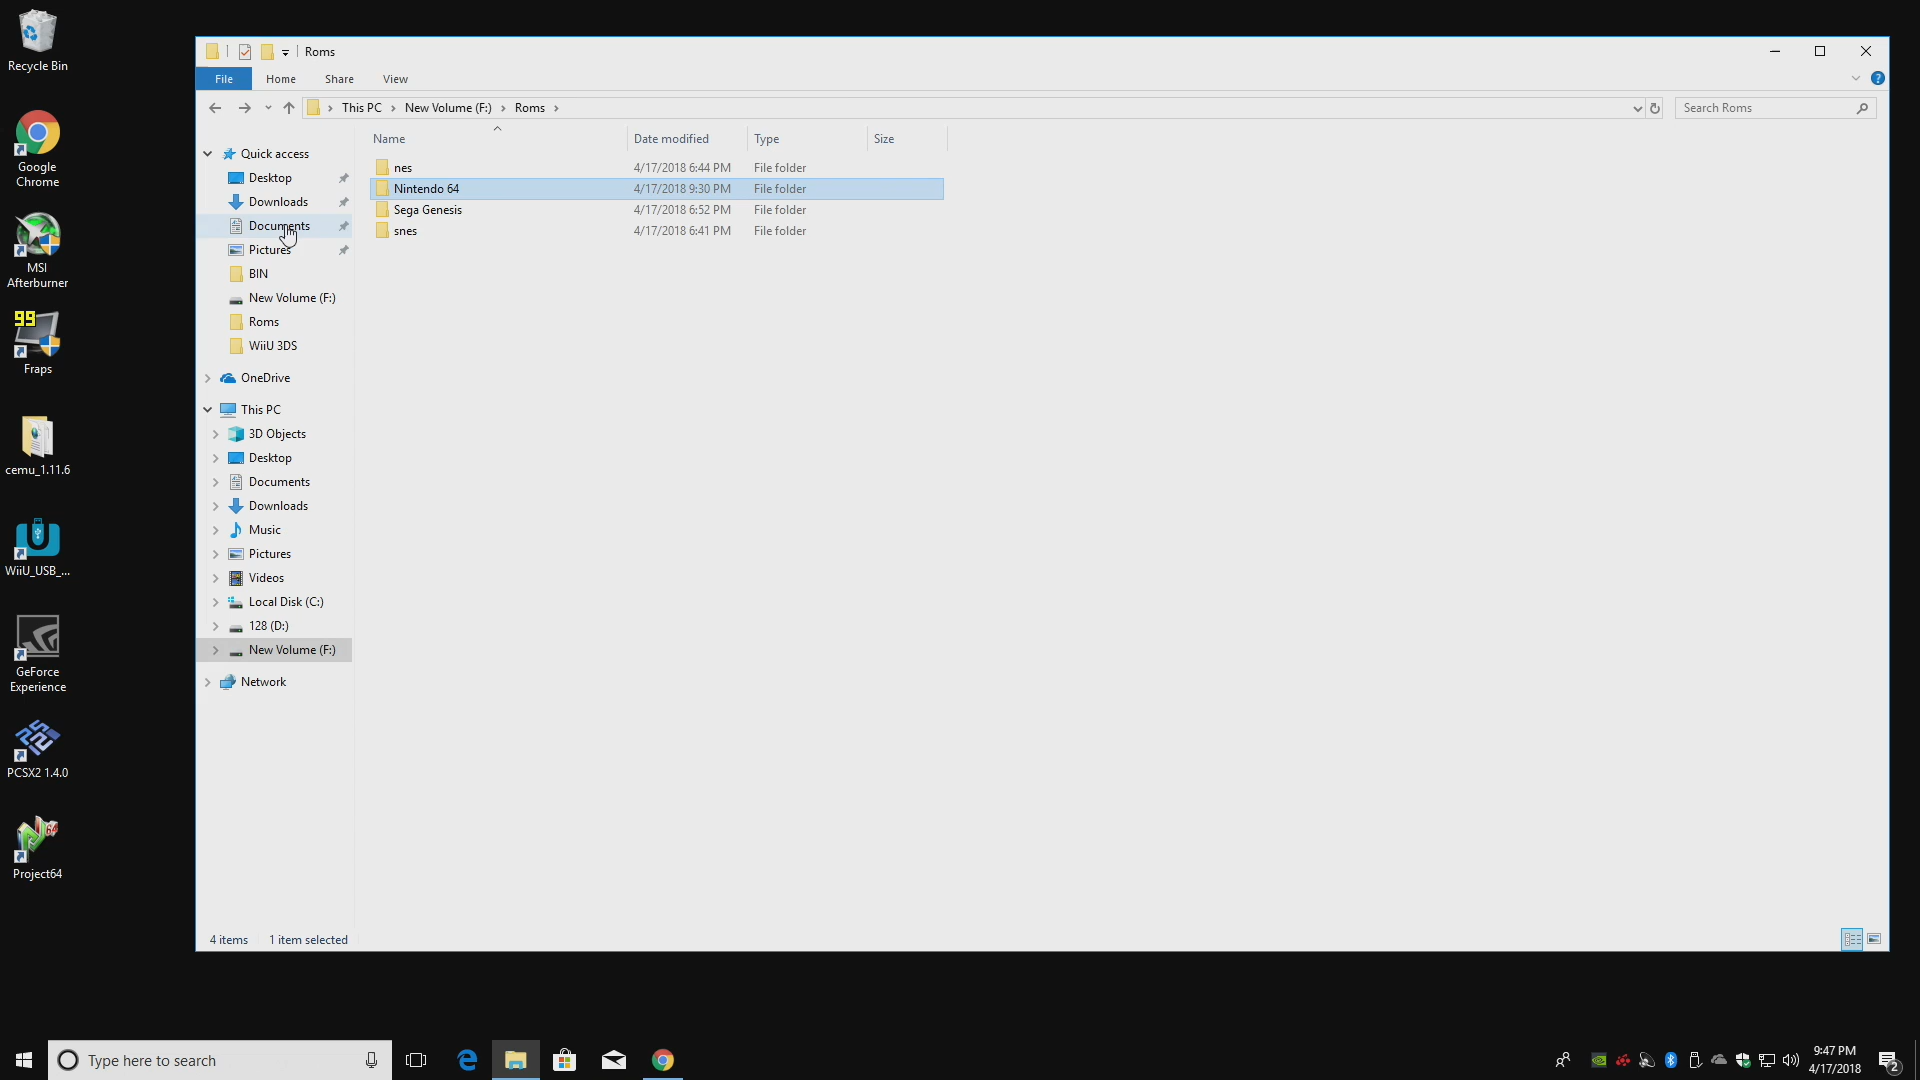 Recycle Bin
Google
Chrome
MSI
Afterburner
99
Fraps
cemu_1.11.6
WiiU_USB_...
GeForce
Experience
PCSX2 1.4.0
64
Project64
Roms
File Home Share View
This PC New Volume (F:) Roms
Search Roms
Name Date modified Type Size
nes 4/17/2018 6:44 PM File folder
Nintendo 64 4/17/2018 9:30 PM File folder
Sega Genesis 4/17/2018 6:52 PM File folder
snes 4/17/2018 6:41 PM File folder
Quick access
Desktop
Downloads
Documents
Pictures
BIN
New Volume (F:)
Roms
WiiU 3DS
OneDrive
This PC
3D Objects
Desktop
Documents
Downloads
Music
Pictures
Videos
Local Disk (C:)
128 (D:)
New Volume (F:)
Network
4 items 1 item selected
Type here to search
9:47 PM
4/17/2018
2